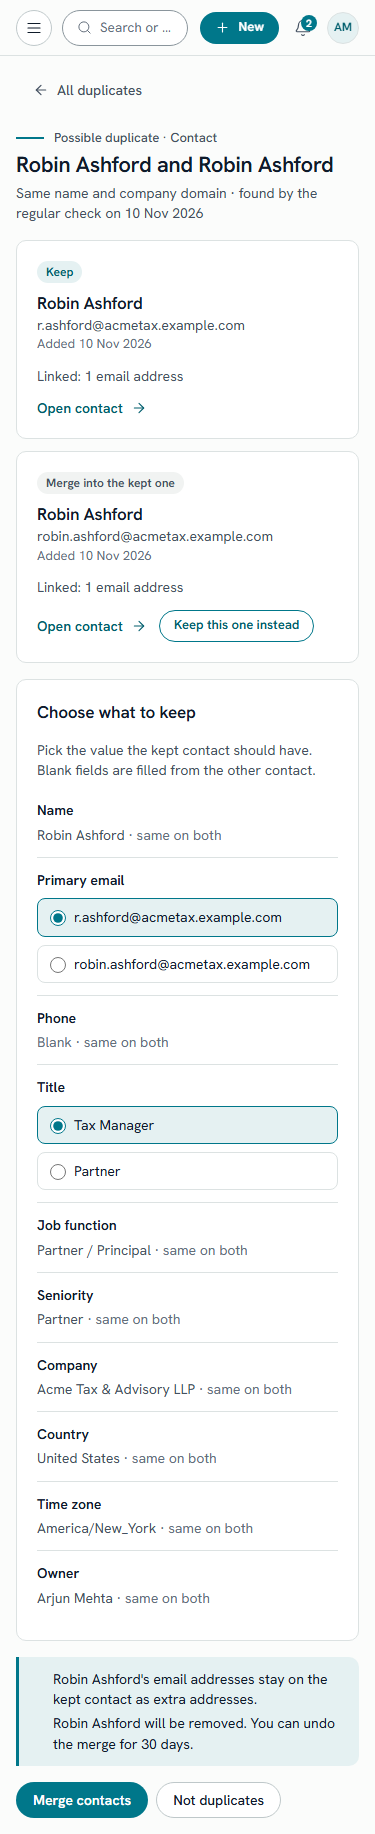 Search or ...
New
2
AM
All duplicates
Possible duplicate · Contact
Robin Ashford and Robin Ashford
Same name and company domain · found by the
regular check on 10 Nov 2026
Keep
Robin Ashford
r.ashford@acmetax.example.com
Added 10 Nov 2026
Linked: 1 email address
Open contact
Merge into the kept one
Robin Ashford
robin.ashford@acmetax.example.com
Added 10 Nov 2026
Linked: 1 email address
Open contact
Keep this one instead
Choose what to keep
Pick the value the kept contact should have.
Blank fields are filled from the other contact.
Name
Robin Ashford · same on both
Primary email
r.ashford@acmetax.example.com
robin.ashford@acmetax.example.com
Phone
Blank · same on both
Title
Tax Manager
Partner
Job function
Partner / Principal · same on both
Seniority
Partner · same on both
Company
Acme Tax & Advisory LLP · same on both
Country
United States · same on both
Time zone
America/New_York · same on both
Owner
Arjun Mehta · same on both
Robin Ashford's email addresses stay on the
kept contact as extra addresses.
Robin Ashford will be removed. You can undo
the merge for 30 days.
Merge contacts
Not duplicates